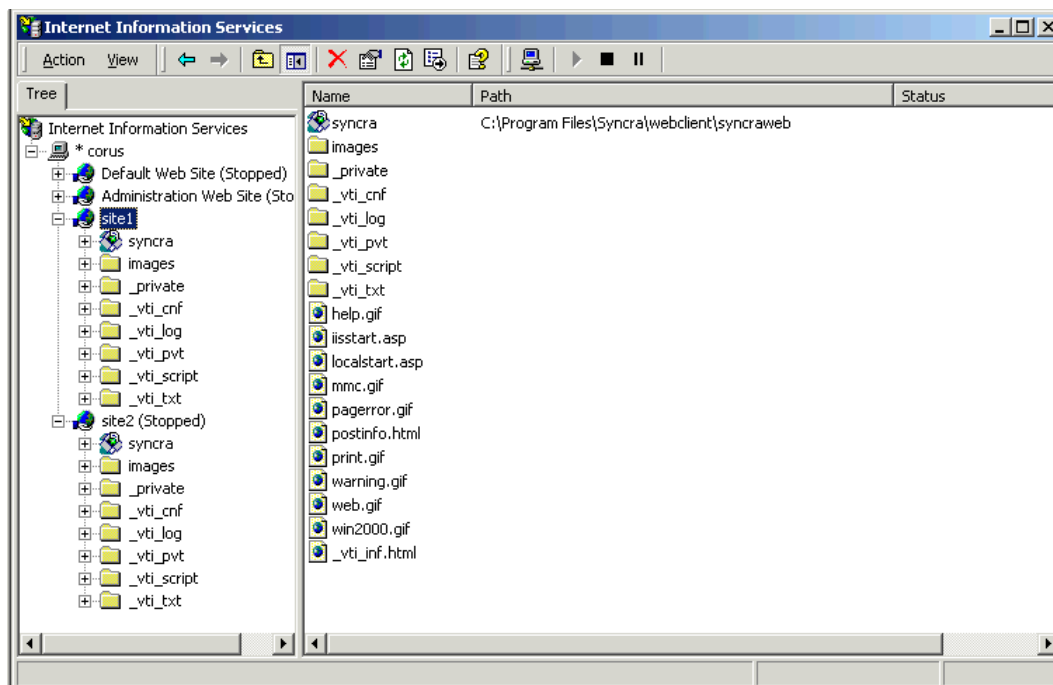 Internet Information Services
Action View
Tree
Name Path Status
Internet Information Services
* corus
Default Web Site (Stopped)
Administration Web Site (Sto
site1
syncra
images
_private
_vti_cnf
_vti_log
_vti_pvt
_vti_script
_vti_txt
site2 (Stopped)
syncra
images
_private
_vti_cnf
_vti_log
_vti_pvt
_vti_script
_vti_txt
syncra C:\Program Files\Syncra\webclient\syncraweb
images
_private
_vti_cnf
_vti_log
_vti_pvt
_vti_script
_vti_txt
help.gif
iisstart.asp
localstart.asp
mmc.gif
pagerror.gif
postinfo.html
print.gif
warning.gif
web.gif
win2000.gif
_vti_inf.html